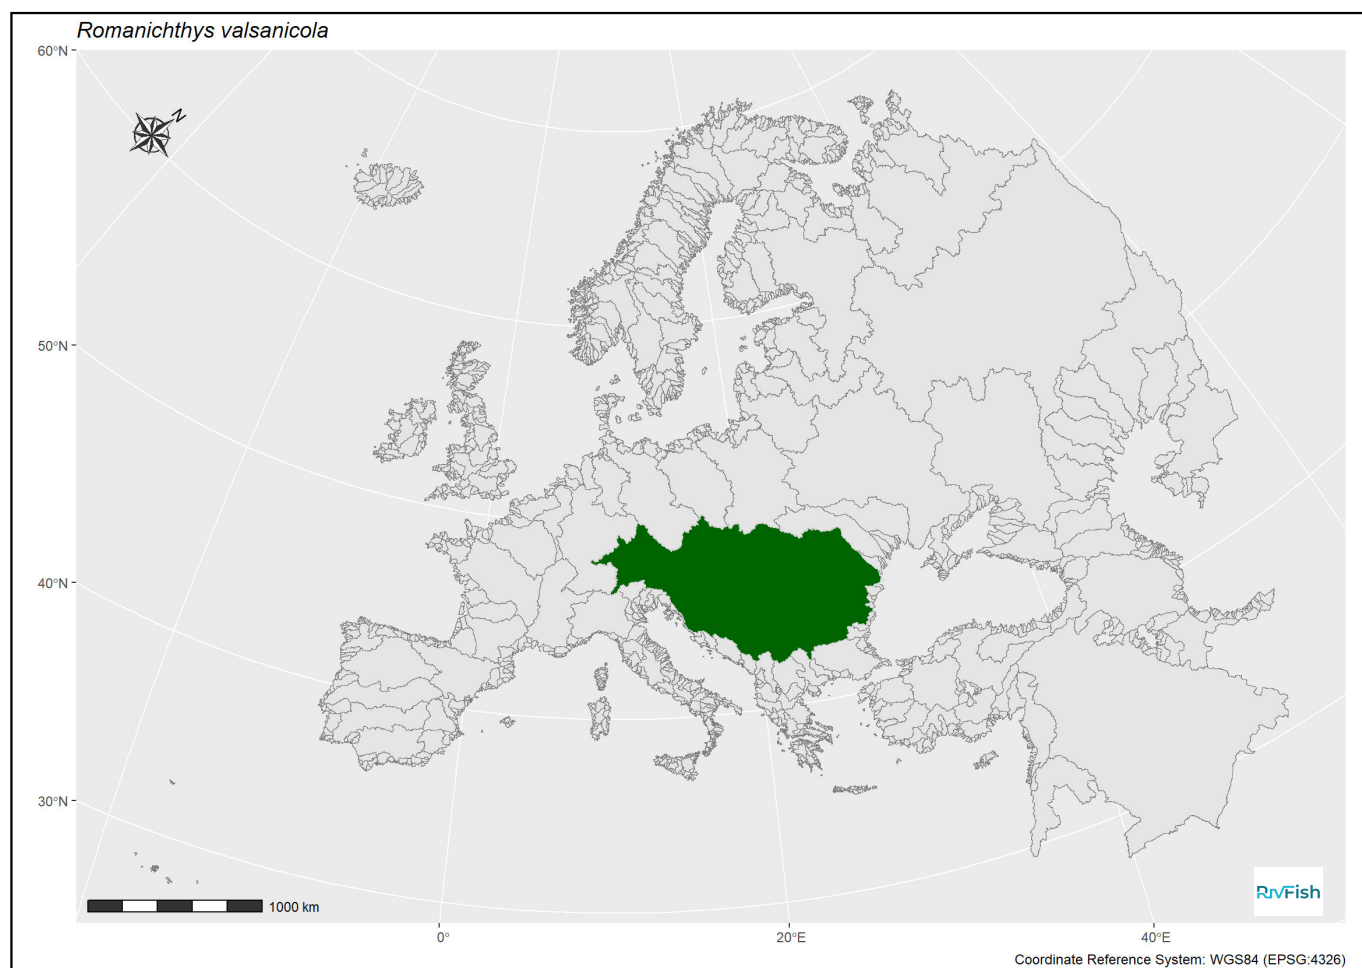 Romanichthys valsanicola
60°N
N
50°N
40°N
30°N
1000 km
RIVFish
0°
20°E
40°E
Coordinate Reference System: WGS84 (EPSG:4326)